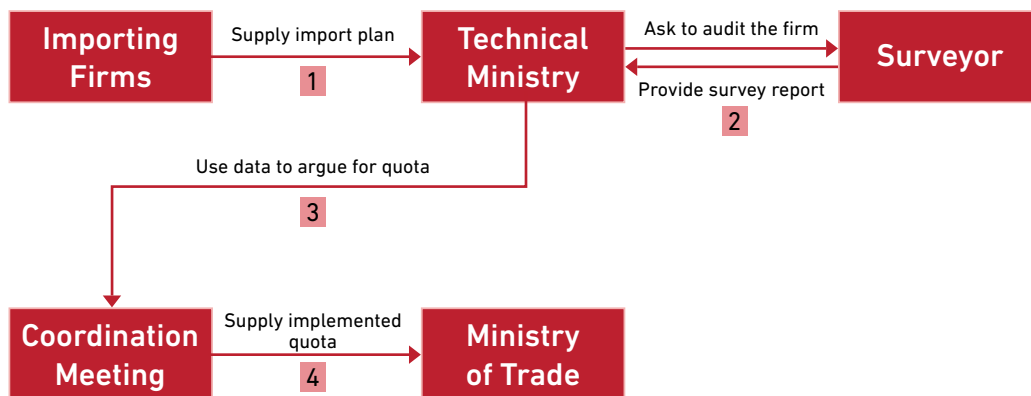 Importing
Firms
Supply import plan
1
Technical
Ministry
Ask to audit the firm
Provide survey report
2
Surveyor
Use data to argue for quota
3
Coordination
Meeting
Supply implemented
quota
4
Ministry
of Trade